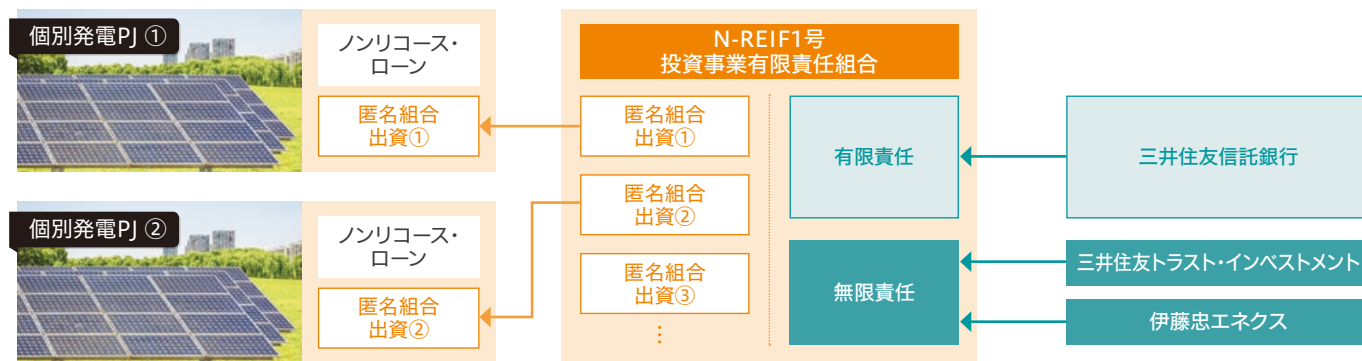 個別発電PJ ①
ノンリコース・
ローン
匿名組合
出資①
個別発電PJ ②
ノンリコース・
ローン
匿名組合
出資②
N-REIF1号
投資事業有限責任組合
匿名組合
出資①
匿名組合
出資②
匿名組合
出資③
⋮
有限責任
無限責任
三井住友信託銀行
三井住友トラスト・インベストメント
伊藤忠エネクス